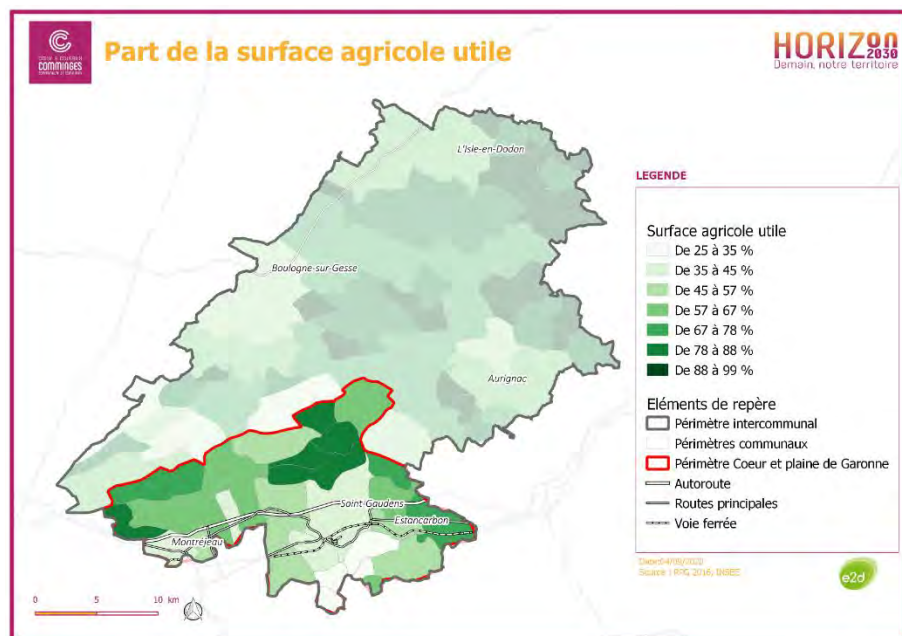 COMMINGES
Part de la surface agricole utile
HORIZON
2030
Demain, notre territoire
L'Isle-en-Dodon
Boulogne-sur-Gesse
Aurignac
Saint-Gaudens
Estancarbon
Montréjeau
LEGENDE
Surface agricole utile
De 25 à 35 %
De 35 à 45 %
De 45 à 57 %
De 57 à 67 %
De 67 à 78 %
De 78 à 88 %
De 88 à 99 %
Eléments de repère
Périmètre intercommunal
Périmètres communaux
Périmètre Coeur et plaine de Garonne
Autoroute
Routes principales
Voie ferrée
Source : RPG 2016, INSEE
e2d
0 5 10 km